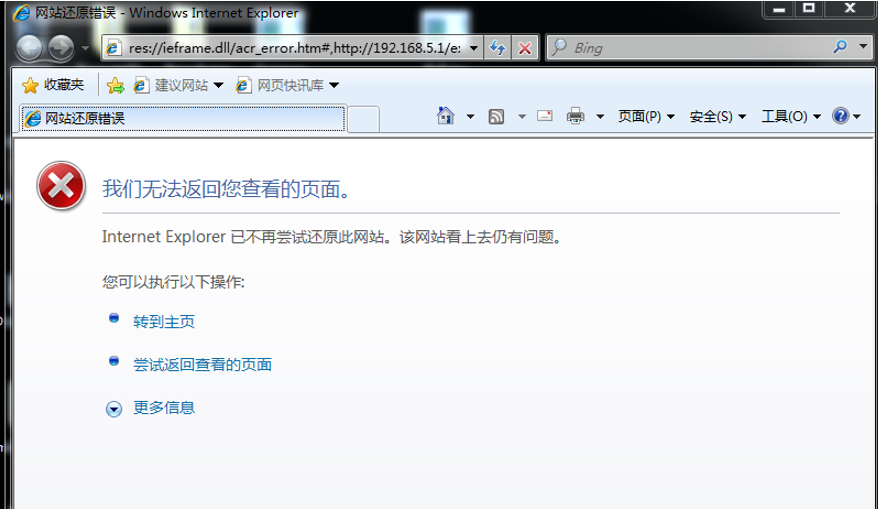 网站还原错误 - Windows Internet Explorer
res://ieframe.dll/acr_error.htm#,http://192.168.5.1/e
Bing
收藏夹 建议网站 网页快讯库
网站还原错误 页面(P) 安全(S) 工具(O)
我们无法返回您查看的页面。
Internet Explorer 已不再尝试还原此网站。该网站看上去仍有问题。
您可以执行以下操作:
转到主页
尝试返回查看的页面
更多信息